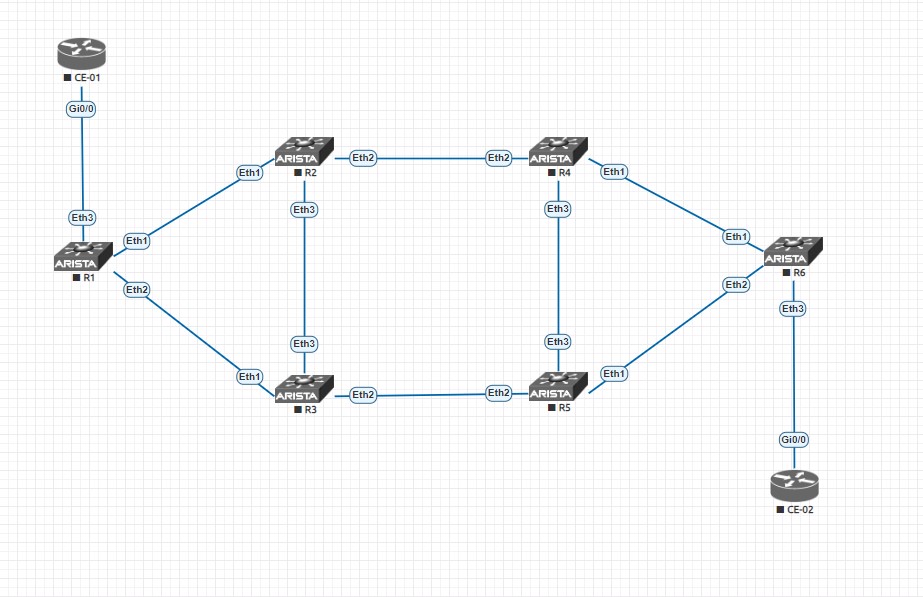 ■ CE-01
Gi0/0
Eth3
ARISTA
■ R1
Eth1
Eth2
Eth1
ARISTA
■ R2
Eth2
Eth3
Eth2
ARISTA
■ R4
Eth1
Eth3
Eth3
Eth1
ARISTA
■ R3
Eth2
Eth3
Eth2
ARISTA
■ R5
Eth1
Eth1
ARISTA
Eth2
■ R6
Eth3
Gi0/0
■ CE-02